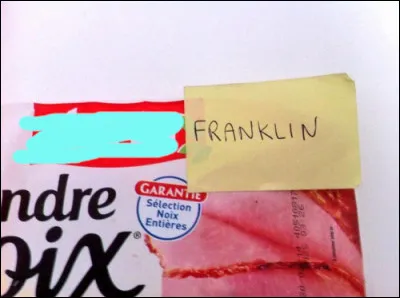 FRANKLIN
ndre
GARANTIE
Sélection
Noix
Entières
oix®